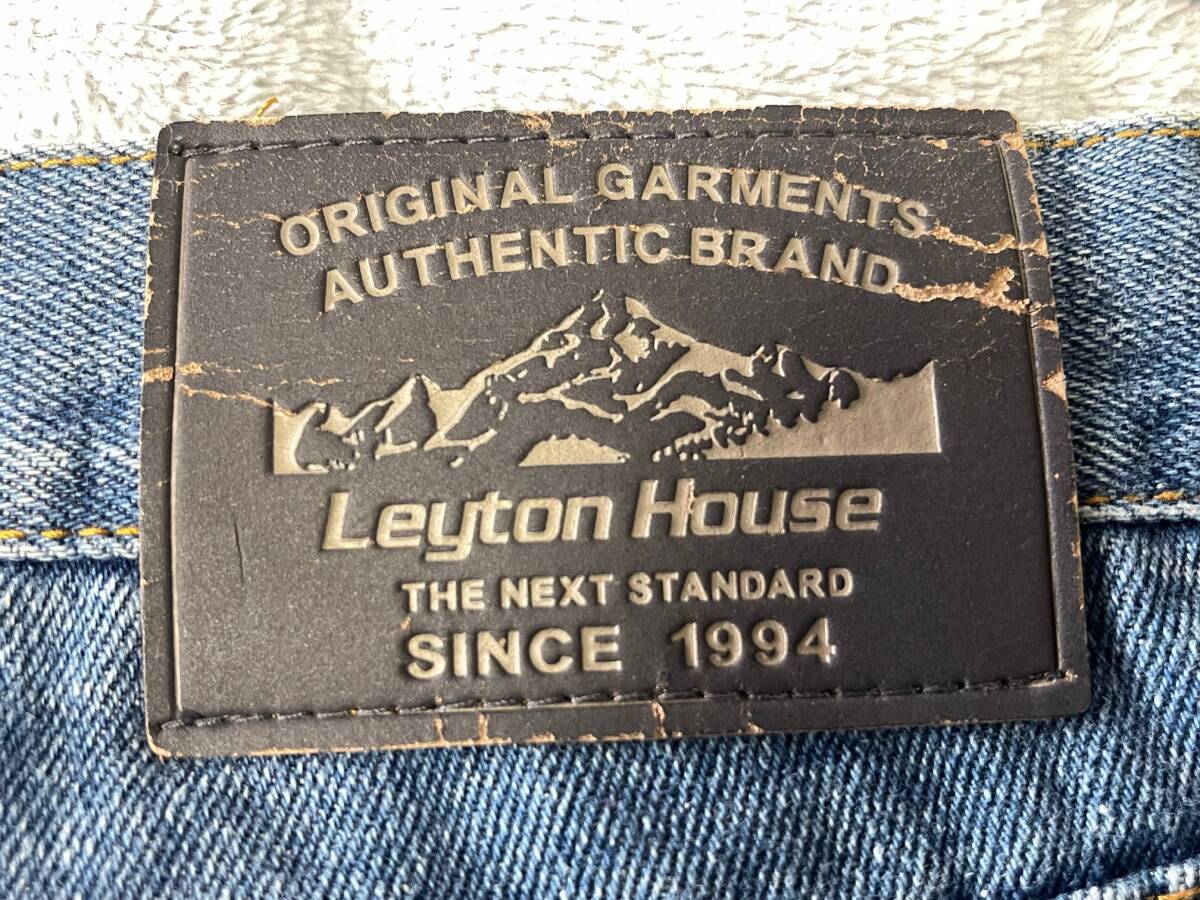 ORIGINAL GARMENTS
AUTHENTIC BRAND
Leyton House
THE NEXT STANDARD
SINCE 1994